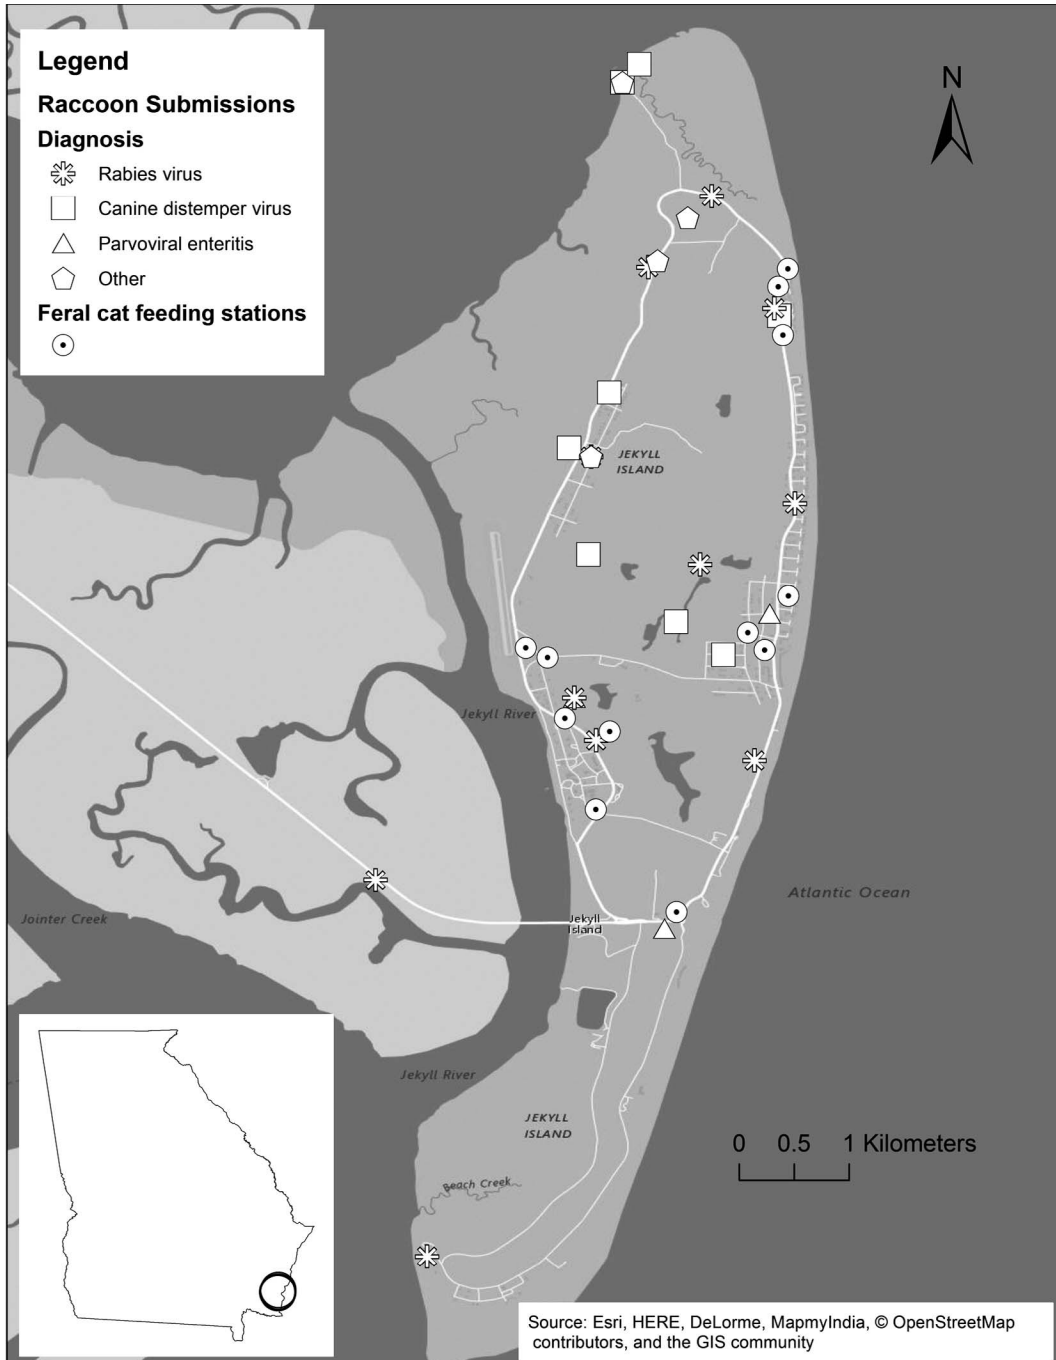 Legend
Raccoon Submissions
Diagnosis
Rabies virus
Canine distemper virus
Parvoviral enteritis
Other
Feral cat feeding stations
N
JEKYLL
ISLAND
Jekyll River
Atlantic Ocean
Jointer Creek
Jekyll
Island
Jekyll River
JEKYLL
ISLAND
Beach Creek
0 0.5 1 Kilometers
Source: Esri, HERE, DeLorme, MapmyIndia, © OpenStreetMap
contributors, and the GIS community